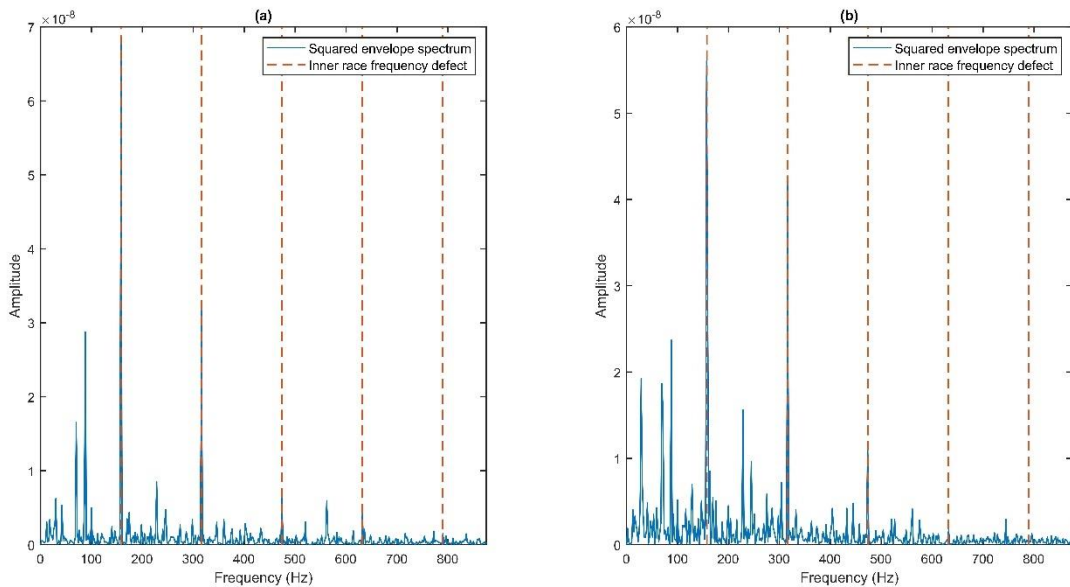 (a)
×10⁻⁸
7
6
5
4
3
2
1
0
Amplitude
0 100 200 300 400 500 600 700 800
Frequency (Hz)
Squared envelope spectrum
Inner race frequency defect
(b)
×10⁻⁸
6
5
4
3
2
1
0
Amplitude
0 100 200 300 400 500 600 700 800
Frequency (Hz)
Squared envelope spectrum
Inner race frequency defect